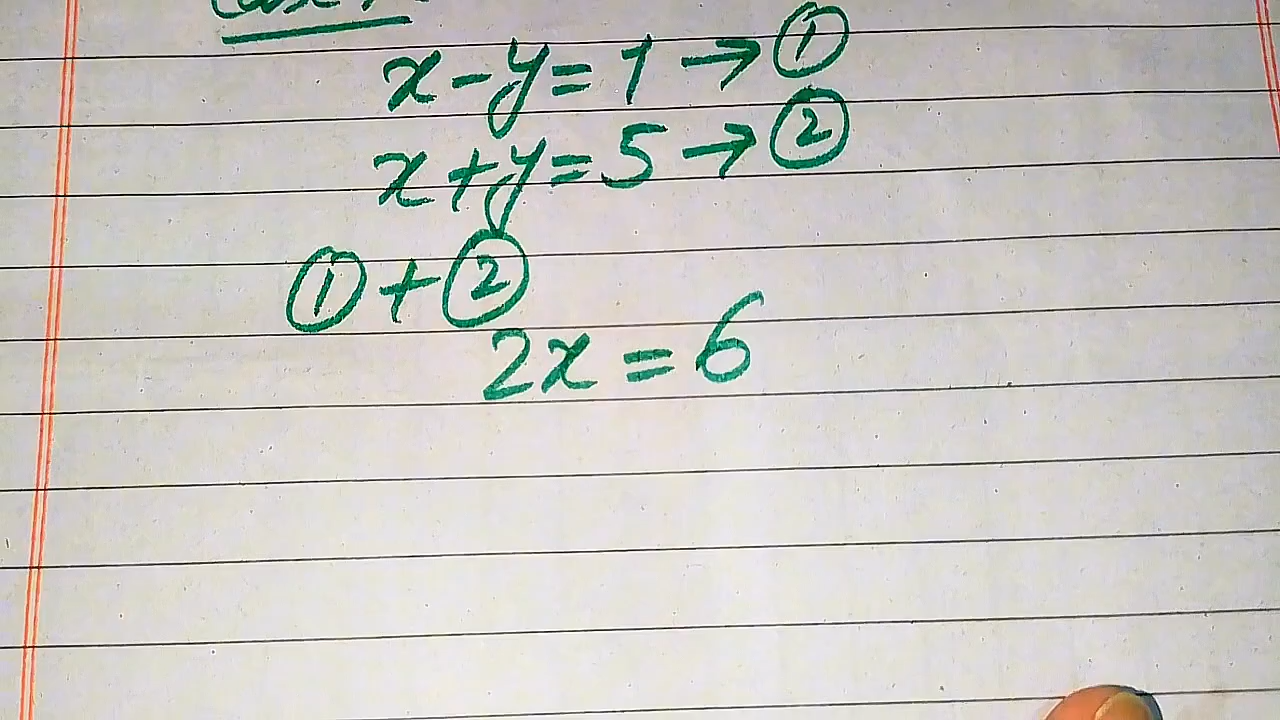 x - y = 1 → ①
x + y = 5 → ②
① + ②
2x = 6